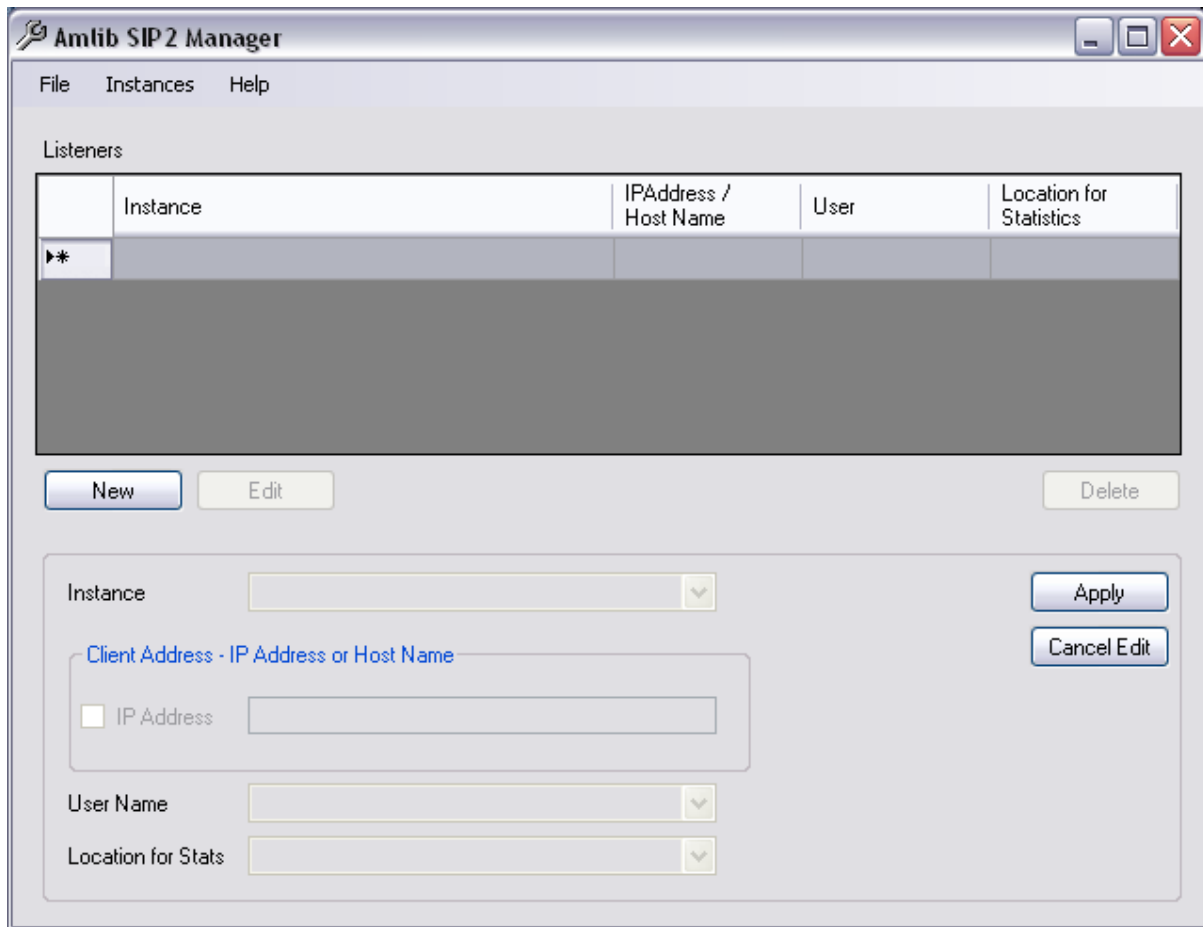 Amlib SIP2 Manager
File Instances Help
Listeners
Instance IPAddress / Host Name User Location for Statistics
New Edit Delete
Instance Apply
Client Address - IP Address or Host Name Cancel Edit
IP Address
User Name
Location for Stats